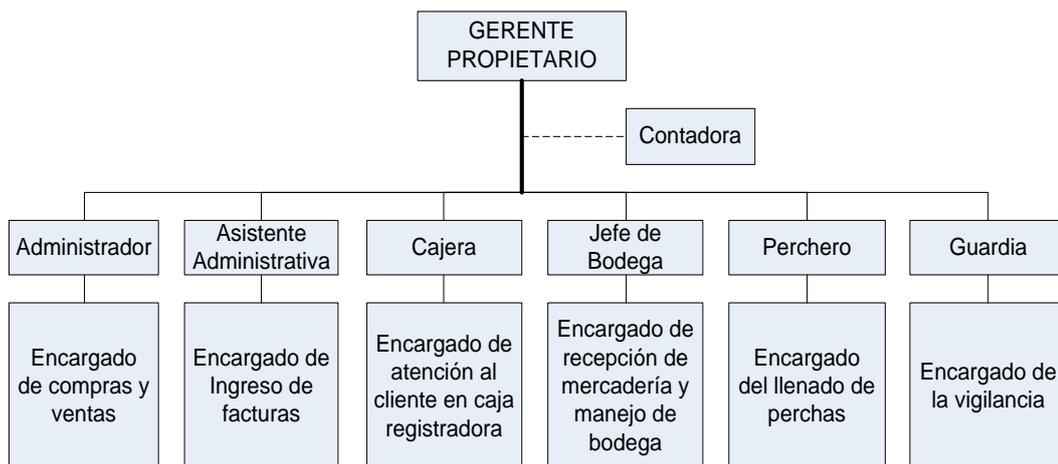 GERENTE
PROPIETARIO
Contadora
Administrador
Asistente
Administrativa
Cajera
Jefe de
Bodega
Perchero
Guardia
Encargado
de compras y
ventas
Encargado de
Ingreso de
facturas
Encargado de
atención al
cliente en caja
registradora
Encargado de
recepción de
mercadería y
manejo de
bodega
Encargado
del llenado de
perchas
Encargado de
la vigilancia